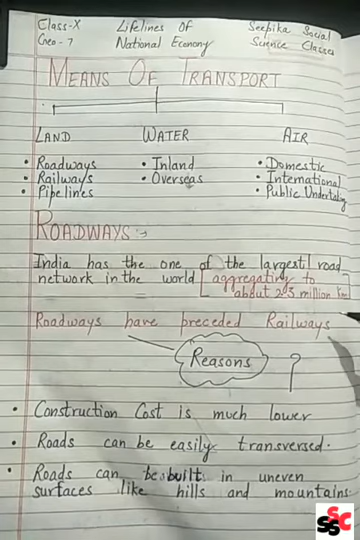 Class-X Lifelines Of Seepika Social
Geo-7 National Economy Science Classes
MEANS OF TRANSPORT
LAND WATER AIR
• Roadways • Inland • Domestic
• Railways • Overseas • International
• Pipelines • Public Undertaking
ROADWAYS :-
India has the one of the largest road
network in the world [aggregating to
about 2.3 million Km]
Roadways have preceded Railways
Reasons ?
• Construction Cost is much lower
• Roads can be easily transversed.
• Roads can be built in uneven
surfaces like hills and mountains.
SSSC